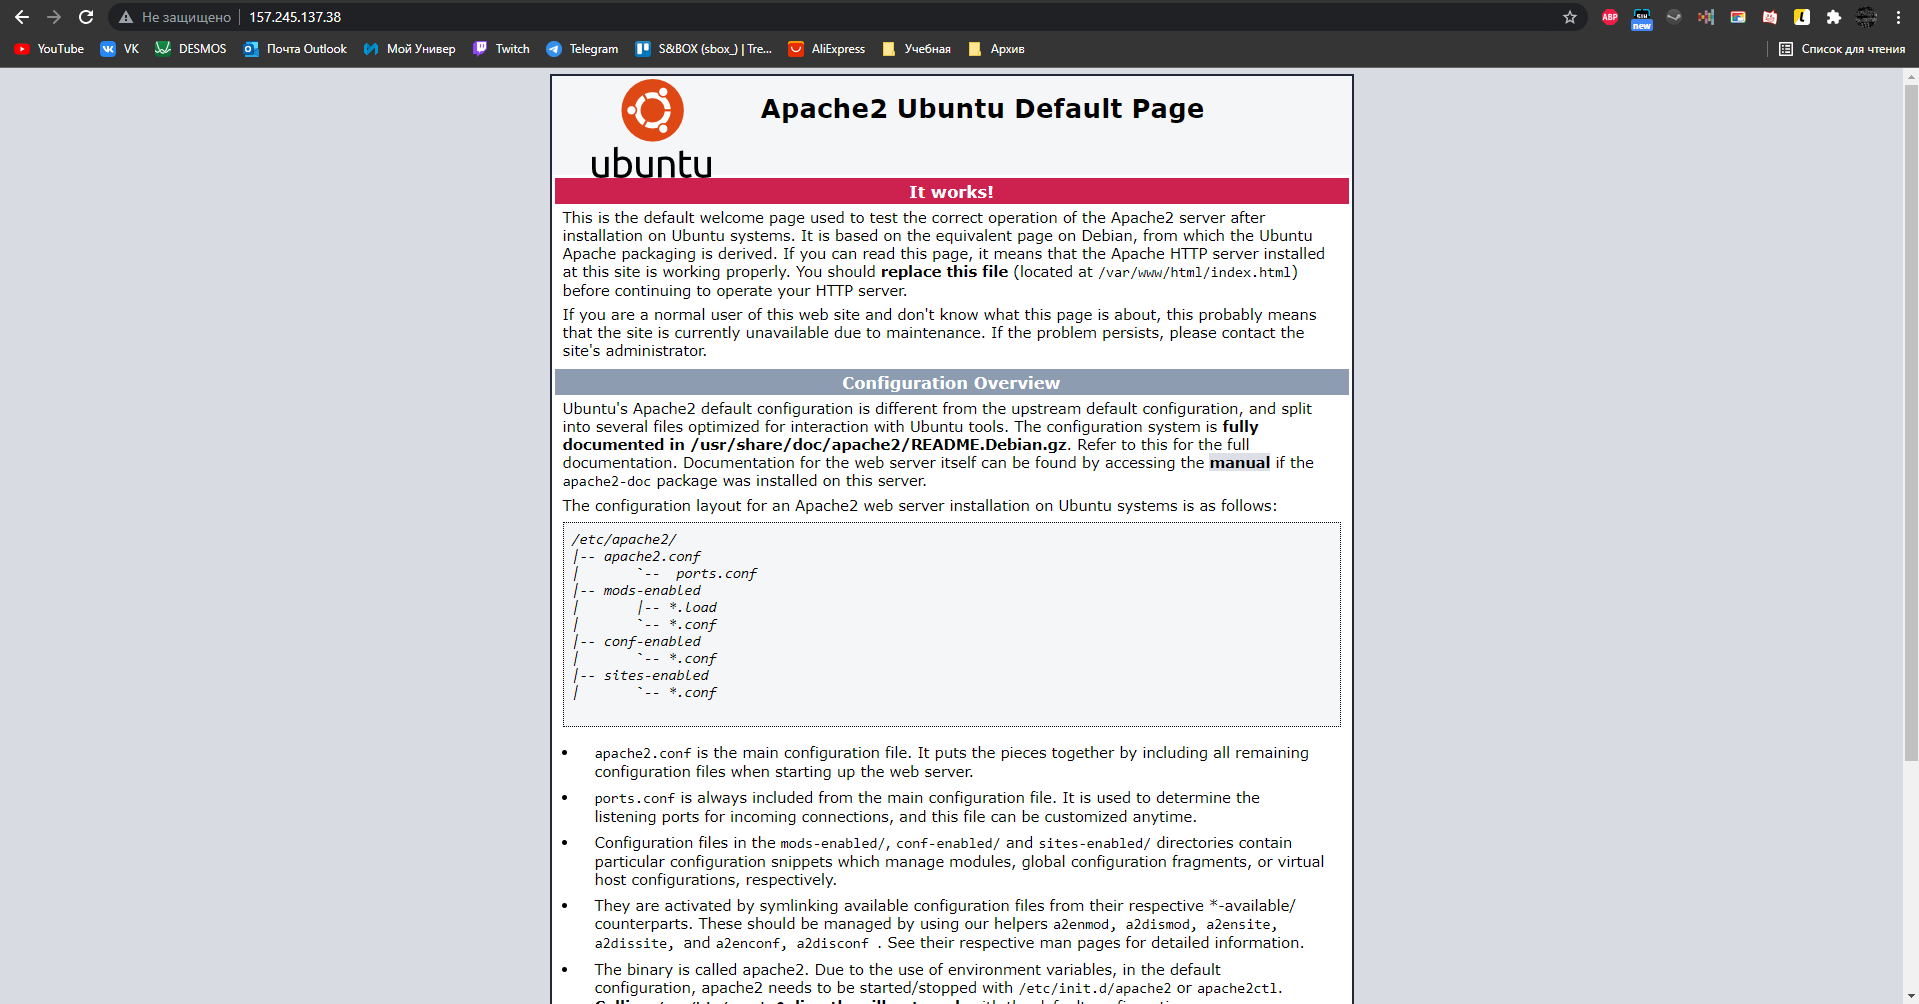 Не защищено 157.245.137.38
ABP
new
YouTube VK DESMOS Почта Outlook Мой Универ Twitch Telegram S&BOX (sbox_) | Tre... AliExpress Учебная Архив Список для чтения
ubuntu
Apache2 Ubuntu Default Page
It works!
This is the default welcome page used to test the correct operation of the Apache2 server after
installation on Ubuntu systems. It is based on the equivalent page on Debian, from which the Ubuntu
Apache packaging is derived. If you can read this page, it means that the Apache HTTP server installed
at this site is working properly. You should replace this file (located at /var/www/html/index.html)
before continuing to operate your HTTP server.
If you are a normal user of this web site and don't know what this page is about, this probably means
that the site is currently unavailable due to maintenance. If the problem persists, please contact the
site's administrator.
Configuration Overview
Ubuntu's Apache2 default configuration is different from the upstream default configuration, and split
into several files optimized for interaction with Ubuntu tools. The configuration system is fully
documented in /usr/share/doc/apache2/README.Debian.gz. Refer to this for the full
documentation. Documentation for the web server itself can be found by accessing the manual if the
apache2-doc package was installed on this server.
The configuration layout for an Apache2 web server installation on Ubuntu systems is as follows:
/etc/apache2/
|-- apache2.conf
|       `--  ports.conf
|-- mods-enabled
|       |-- *.load
|       `-- *.conf
|-- conf-enabled
|       `-- *.conf
|-- sites-enabled
|       `-- *.conf
• apache2.conf is the main configuration file. It puts the pieces together by including all remaining
configuration files when starting up the web server.
• ports.conf is always included from the main configuration file. It is used to determine the
listening ports for incoming connections, and this file can be customized anytime.
• Configuration files in the mods-enabled/, conf-enabled/ and sites-enabled/ directories contain
particular configuration snippets which manage modules, global configuration fragments, or virtual
host configurations, respectively.
• They are activated by symlinking available configuration files from their respective *-available/
counterparts. These should be managed by using our helpers a2enmod, a2dismod, a2ensite,
a2dissite, and a2enconf, a2disconf . See their respective man pages for detailed information.
• The binary is called apache2. Due to the use of environment variables, in the default
configuration, apache2 needs to be started/stopped with /etc/init.d/apache2 or apache2ctl.